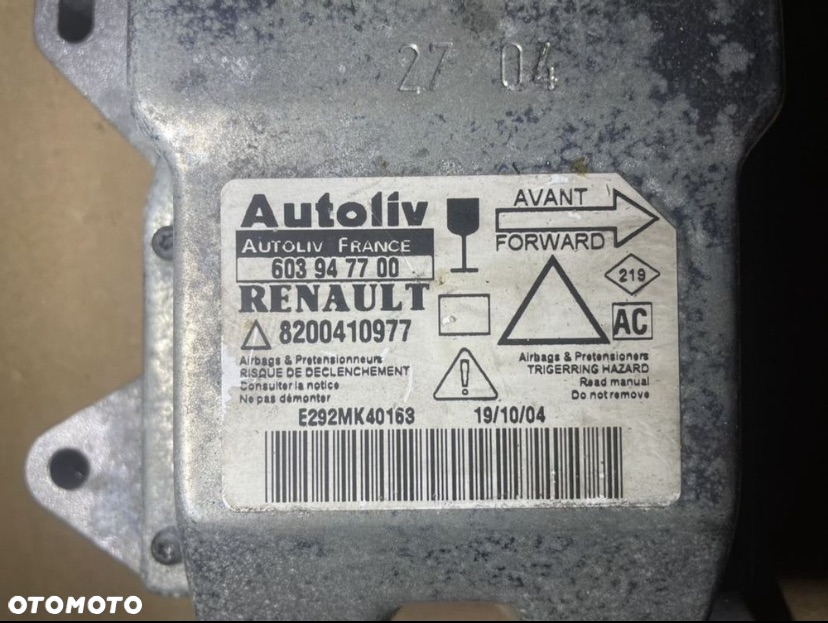 27 04
Autoliv
AUTOLIV FRANCE
603 94 77 00
RENAULT
8200410977
Airbags & Pretensionneurs
RISQUE DE DECLENCHEMENT
Consulter la notice
Ne pas démonter
AVANT
FORWARD
219
AC
!
Airbags & Pretensioners
TRIGERRING HAZARD
Read manual
Do not remove
E292MK40163 19/10/04
OTOMOTO